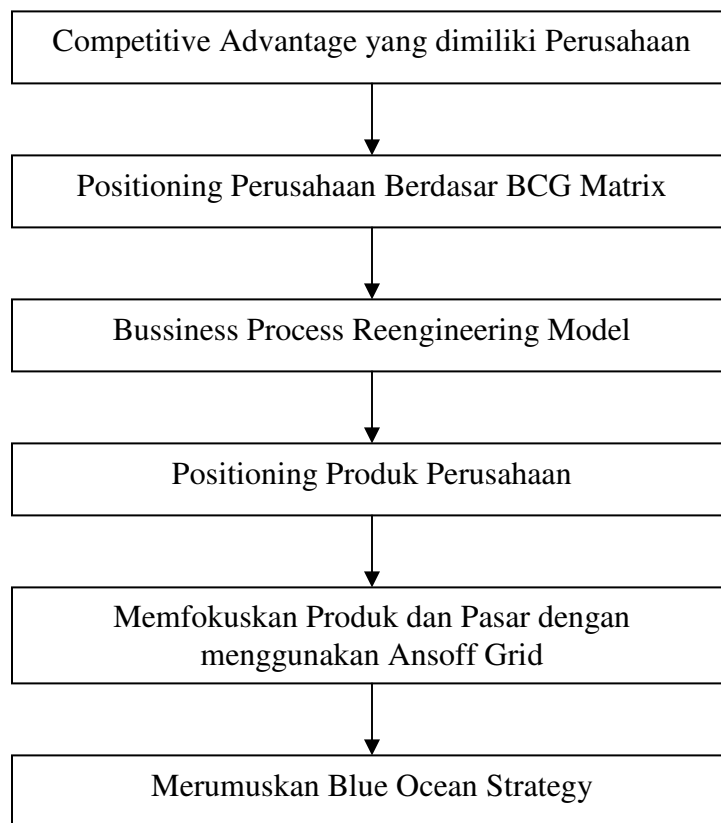 Competitive Advantage yang dimiliki Perusahaan
Positioning Perusahaan Berdasar BCG Matrix
Bussiness Process Reengineering Model
Positioning Produk Perusahaan
Memfokuskan Produk dan Pasar dengan
menggunakan Ansoff Grid
Merumuskan Blue Ocean Strategy